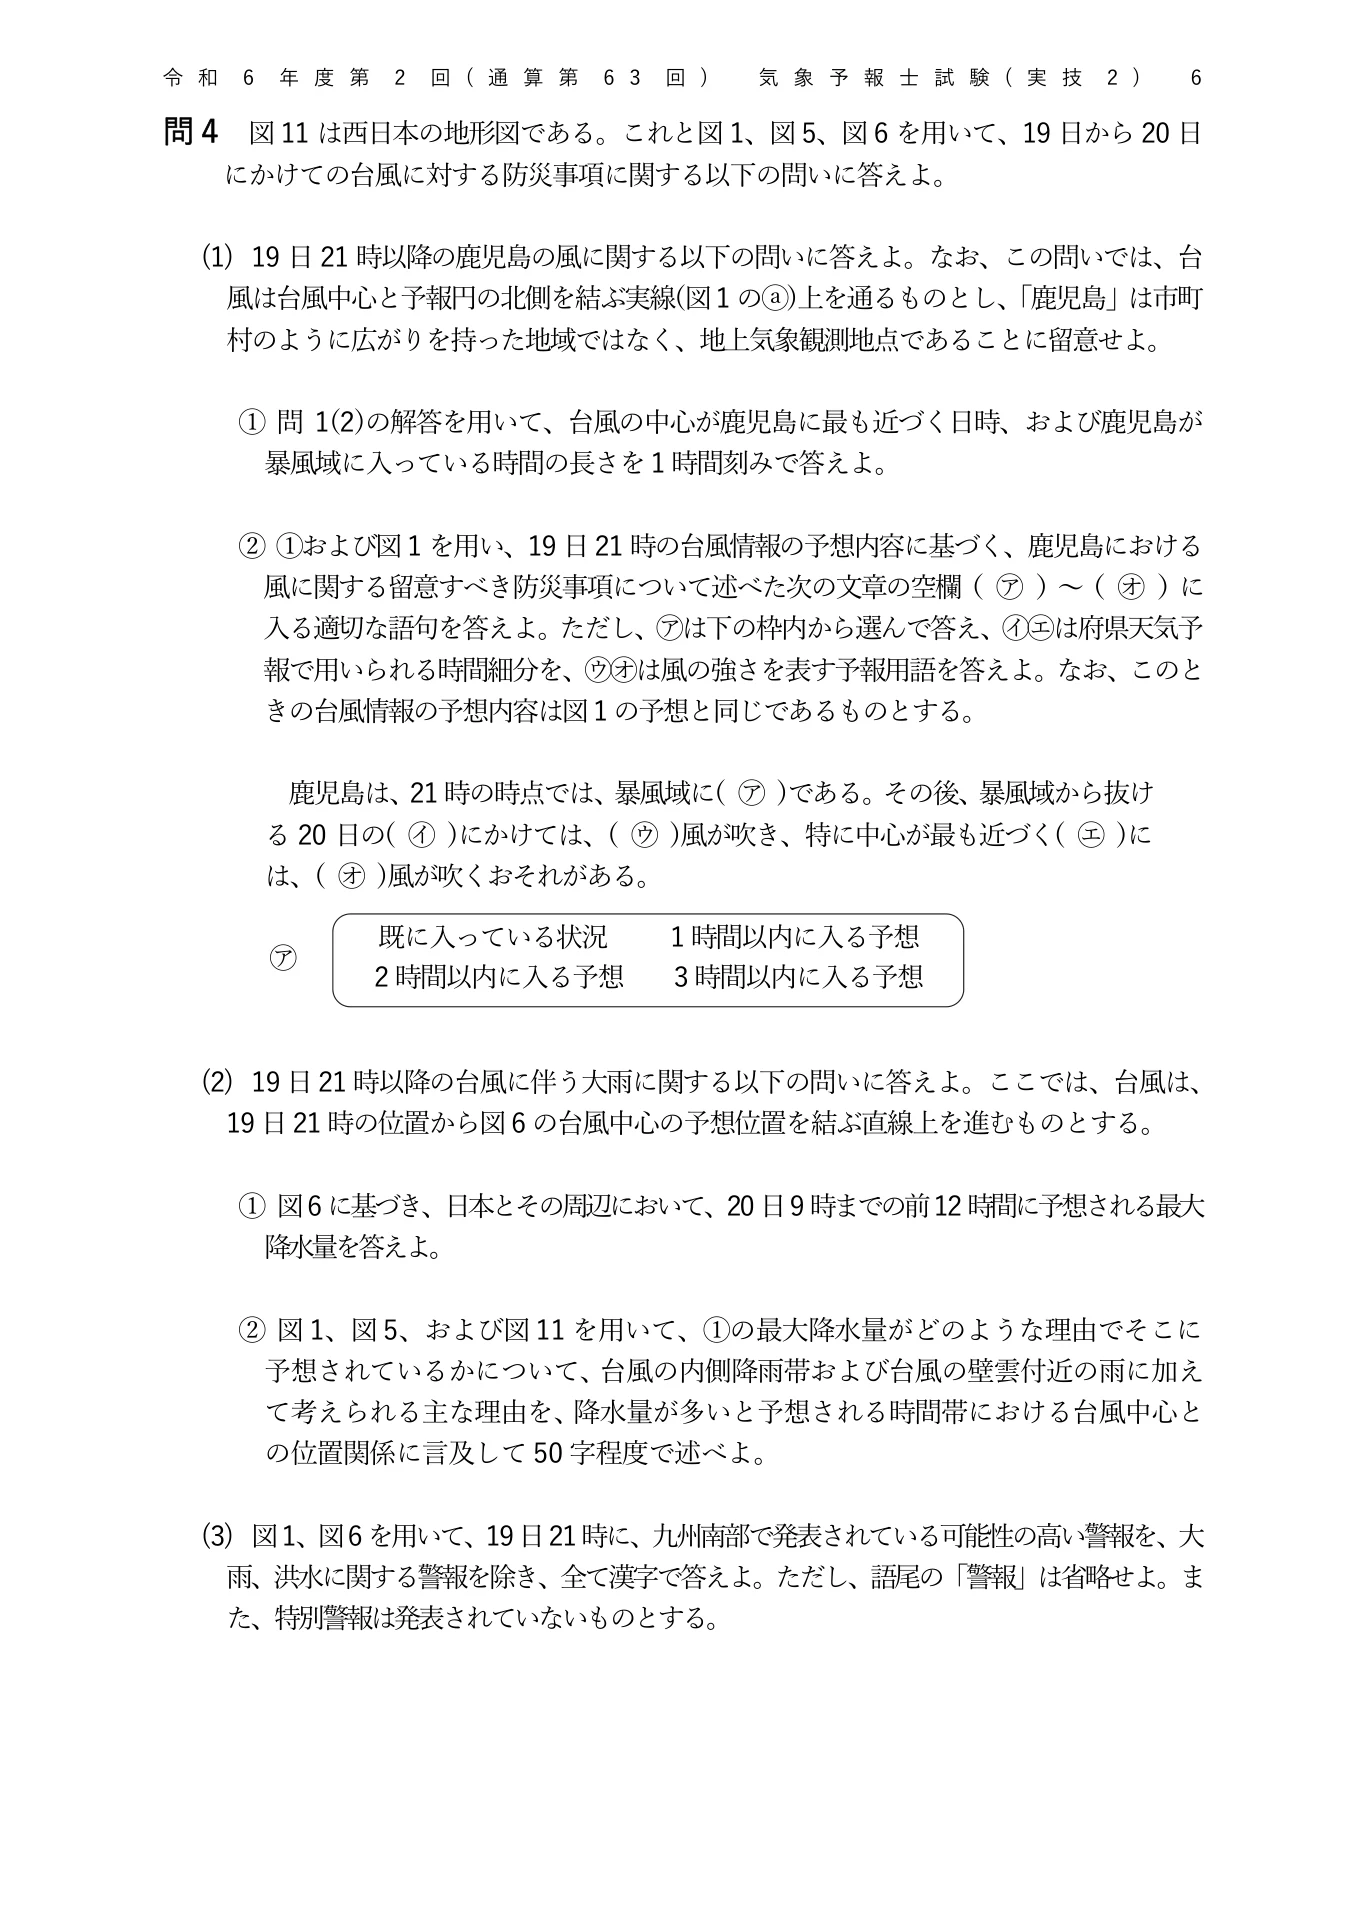 令和6年度第2回(通算第63回) 気象予報士試験(実技2) 6
問4 図11は西日本の地形図である。これと図1、図5、図6を用いて、19日から20日
にかけての台風に対する防災事項に関する以下の問いに答えよ。
(1) 19日21時以降の鹿児島の風に関する以下の問いに答えよ。なお、この問いでは、台
風は台風中心と予報円の北側を結ぶ実線(図1のⓐ)上を通るものとし、「鹿児島」は市町
村のように広がりを持った地域ではなく、地上気象観測地点であることに留意せよ。
① 問1(2)の解答を用いて、台風の中心が鹿児島に最も近づく日時、および鹿児島が
暴風域に入っている時間の長さを1時間刻みで答えよ。
② ①および図1を用い、19日21時の台風情報の予想内容に基づく、鹿児島における
風に関する留意すべき防災事項について述べた次の文章の空欄(㋐)～(㋔)に
入る適切な語句を答えよ。ただし、㋐は下の枠内から選んで答え、㋑㋓は府県天気予
報で用いられる時間細分を、㋒㋔は風の強さを表す予報用語を答えよ。なお、このと
きの台風情報の予想内容は図1の予想と同じであるものとする。
鹿児島は、21時の時点では、暴風域に(㋐)である。その後、暴風域から抜け
る20日の(㋑)にかけては、(㋒)風が吹き、特に中心が最も近づく(㋓)に
は、(㋔)風が吹くおそれがある。
㋐ 既に入っている状況 1時間以内に入る予想
2時間以内に入る予想 3時間以内に入る予想
(2) 19日21時以降の台風に伴う大雨に関する以下の問いに答えよ。ここでは、台風は、
19日21時の位置から図6の台風中心の予想位置を結ぶ直線上を進むものとする。
① 図6に基づき、日本とその周辺において、20日9時までの前12時間に予想される最大
降水量を答えよ。
② 図1、図5、および図11を用いて、①の最大降水量がどのような理由でそこに
予想されているかについて、台風の内側降雨帯および台風の壁雲付近の雨に加え
て考えられる主な理由を、降水量が多いと予想される時間帯における台風中心と
の位置関係に言及して50字程度で述べよ。
(3) 図1、図6を用いて、19日21時に、九州南部で発表されている可能性の高い警報を、大
雨、洪水に関する警報を除き、全て漢字で答えよ。ただし、語尾の「警報」は省略せよ。ま
た、特別警報は発表されていないものとする。